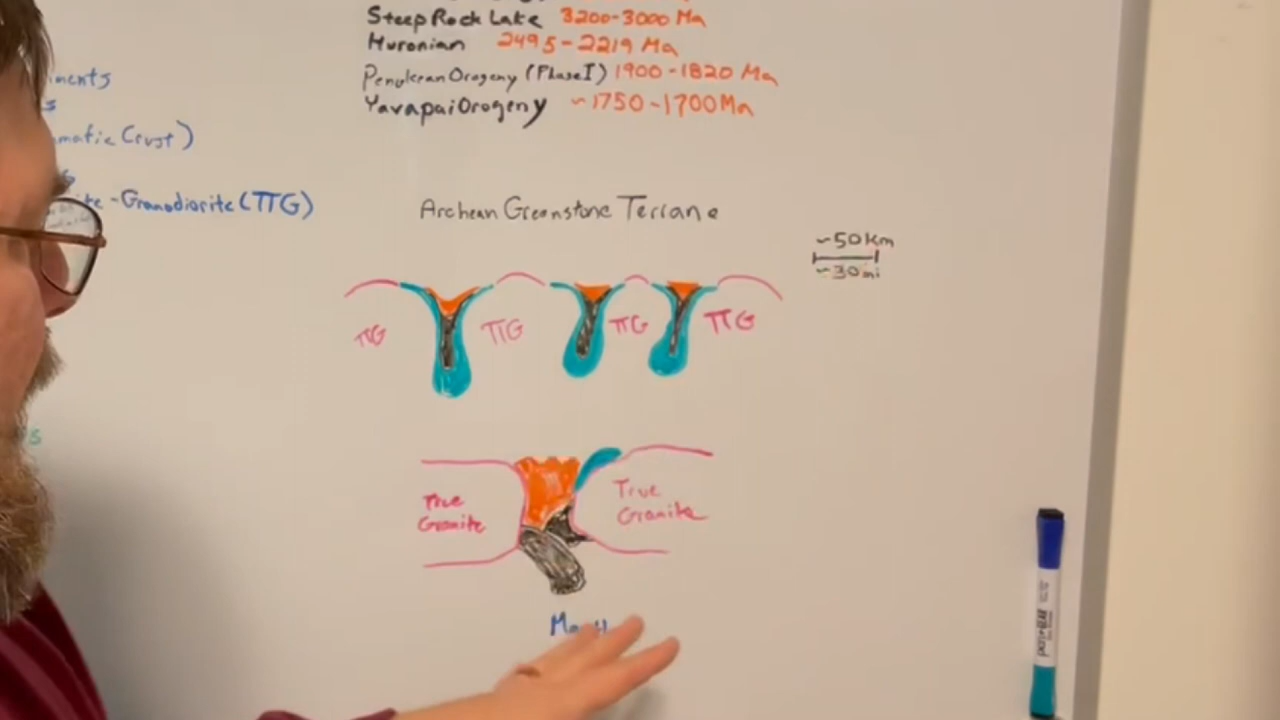 Steep Rock Lake 3200-3000 Ma
Huronian 2495-2219 Ma
Penokean Orogeny (Phase I) 1900-1820 Ma
Yavapai Orogeny ~1750-1700 Ma
ments
s
matic Crust)
ite-Granodiorite (TTG)
Archean Greenstone Terrane
~50 km
~30 mi
TTG TTG TTG TTG
True
Granite
True
Granite
s